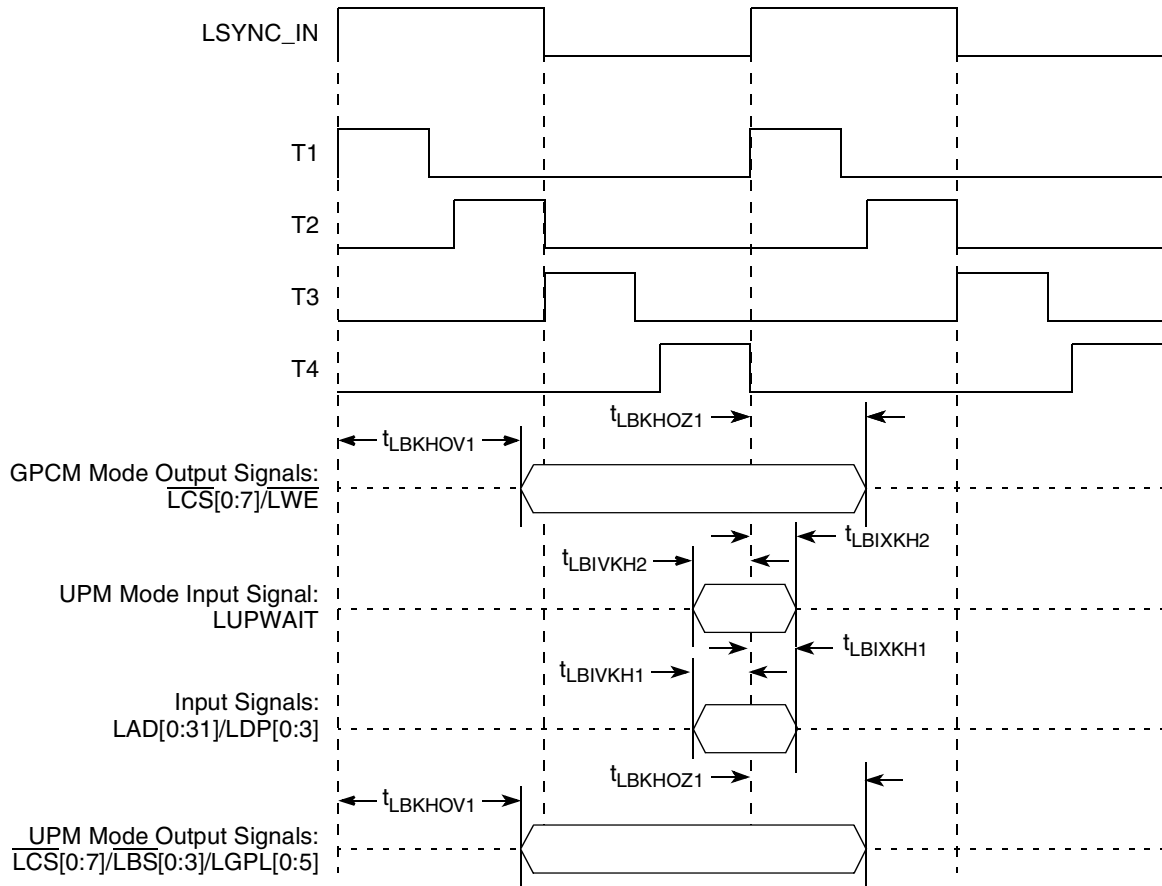 LSYNC_IN
T1
T2
T3
T4
tLBKHOZ1
tLBKHOV1
GPCM Mode Output Signals:
LCS[0:7]/LWE
tLBIXKH2
tLBIVKH2
UPM Mode Input Signal:
LUPWAIT
tLBIXKH1
tLBIVKH1
Input Signals:
LAD[0:31]/LDP[0:3]
tLBKHOZ1
tLBKHOV1
UPM Mode Output Signals:
LCS[0:7]/LBS[0:3]/LGPL[0:5]